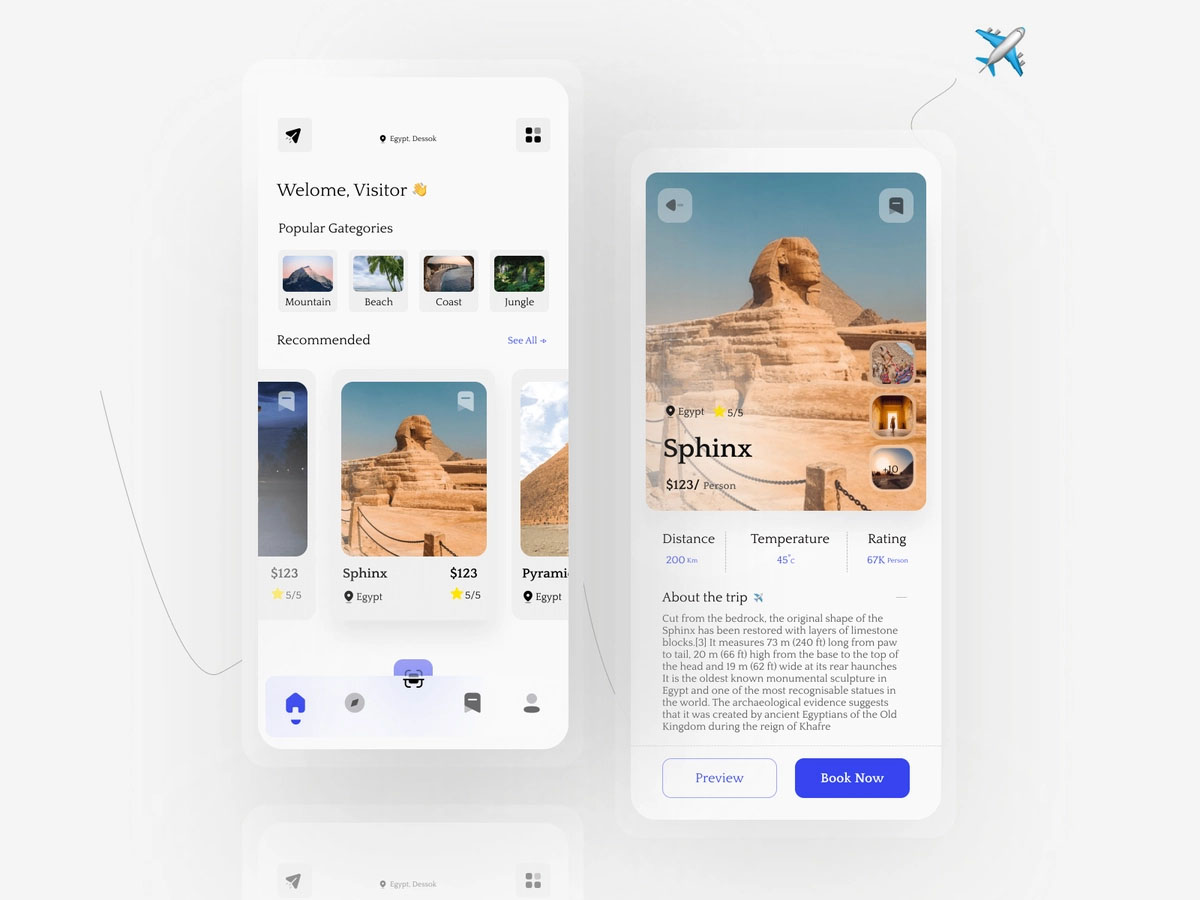 Egypt, Dessok
Welome, Visitor
Popular Gategories
Mountain
Beach
Coast
Jungle
Recommended
See All
$123
5/5
Sphinx
$123
Egypt
5/5
Pyrami
Egypt
Egypt
5/5
Sphinx
$123/ Person
+10
Distance
Temperature
Rating
200 Km
45°C
67K Person
About the trip
Cut from the bedrock, the original shape of the
Sphinx has been restored with layers of limestone
blocks.[3] It measures 73 m (240 ft) long from paw
to tail, 20 m (66 ft) high from the base to the top of
the head and 19 m (62 ft) wide at its rear haunches
It is the oldest known monumental sculpture in
Egypt and one of the most recognisable statues in
the world. The archaeological evidence suggests
that it was created by ancient Egyptians of the Old
Kingdom during the reign of Khafre
Preview
Book Now
Egypt, Dessok